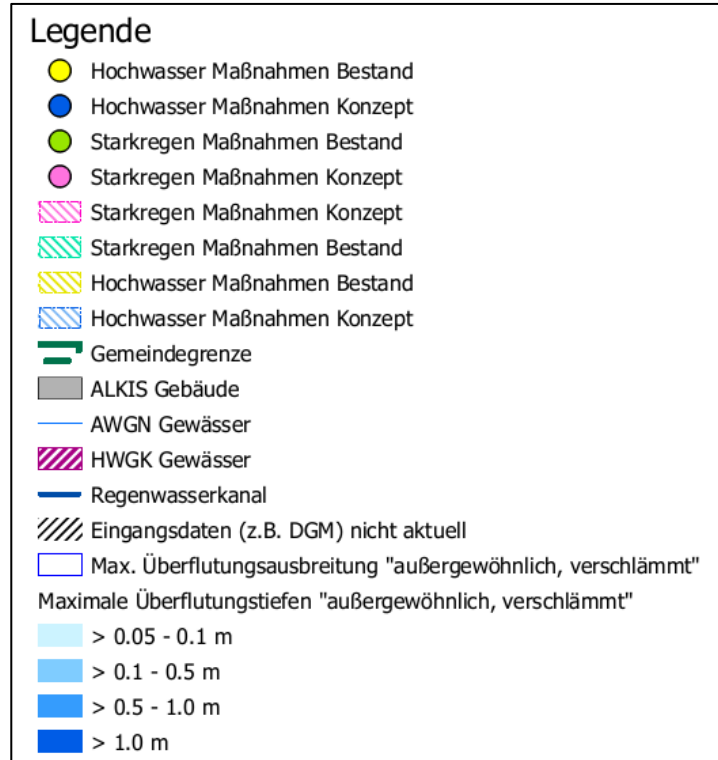 Legende
Hochwasser Maßnahmen Bestand
Hochwasser Maßnahmen Konzept
Starkregen Maßnahmen Bestand
Starkregen Maßnahmen Konzept
Starkregen Maßnahmen Konzept
Starkregen Maßnahmen Bestand
Hochwasser Maßnahmen Bestand
Hochwasser Maßnahmen Konzept
Gemeindegrenze
ALKIS Gebäude
AWGN Gewässer
HWGK Gewässer
Regenwasserkanal
Eingangsdaten (z.B. DGM) nicht aktuell
Max. Überflutungsausbreitung "außergewöhnlich, verschlämmt"
Maximale Überflutungstiefen "außergewöhnlich, verschlämmt"
> 0.05 - 0.1 m
> 0.1 - 0.5 m
> 0.5 - 1.0 m
> 1.0 m